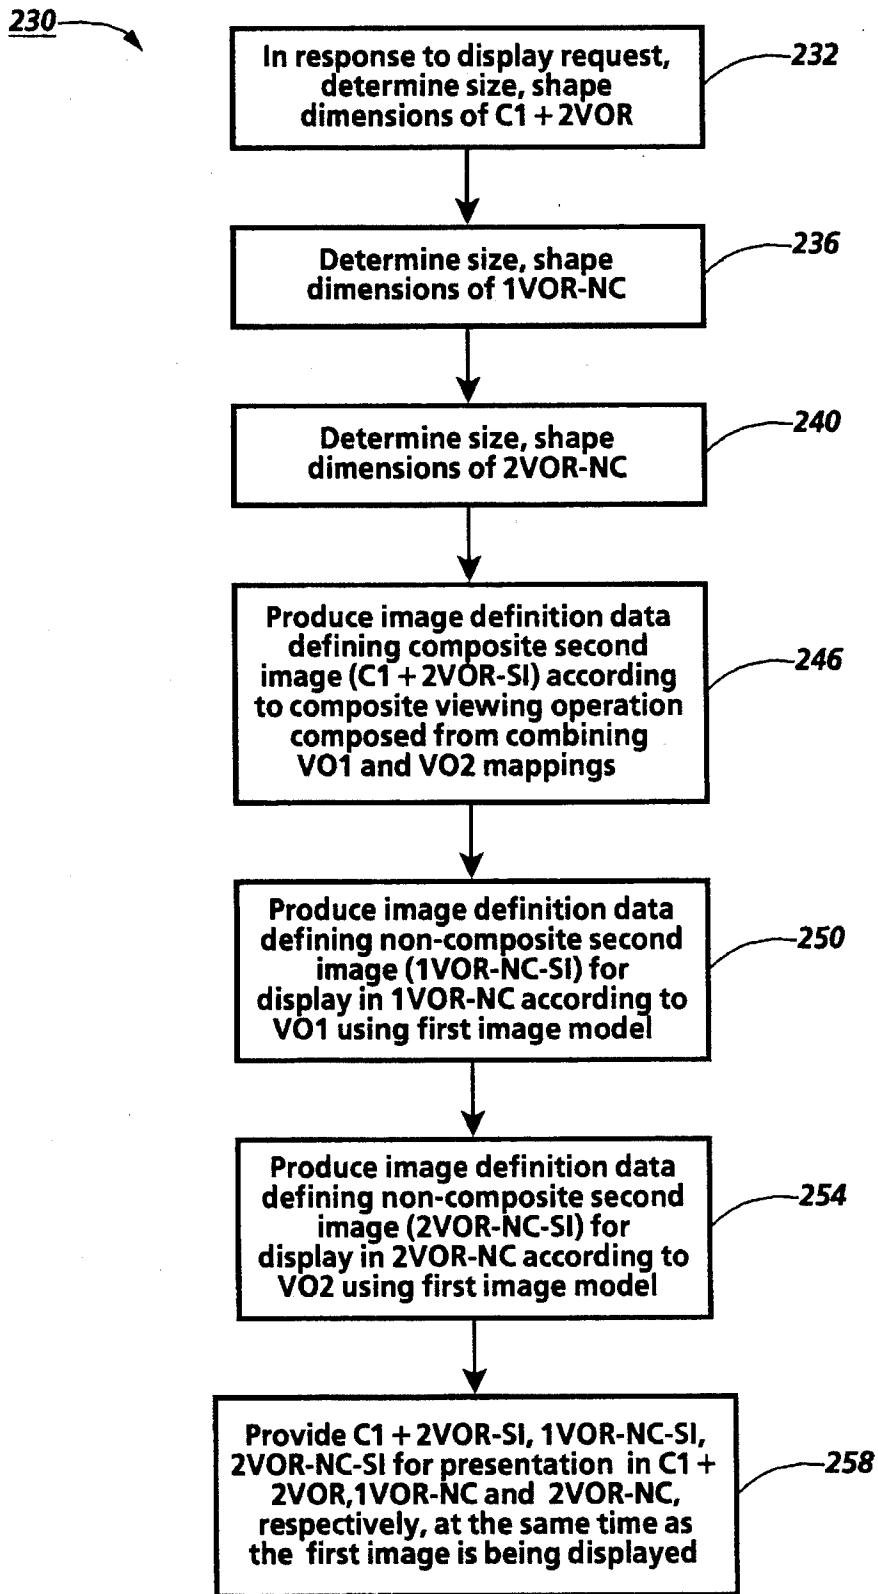 230
In response to display request,
determine size, shape
dimensions of C1 + 2VOR
232
Determine size, shape
dimensions of 1VOR-NC
236
Determine size, shape
dimensions of 2VOR-NC
240
Produce image definition data
defining composite second
image (C1 + 2VOR-SI) according
to composite viewing operation
composed from combining
VO1 and VO2 mappings
246
Produce image definition data
defining non-composite second
image (1VOR-NC-SI) for
display in 1VOR-NC according to
VO1 using first image model
250
Produce image definition data
defining non-composite second
image (2VOR-NC-SI) for
display in 2VOR-NC according to
VO2 using first image model
254
Provide C1 + 2VOR-SI, 1VOR-NC-SI,
2VOR-NC-SI for presentation in C1 +
2VOR,1VOR-NC and 2VOR-NC,
respectively, at the same time as
the first image is being displayed
258